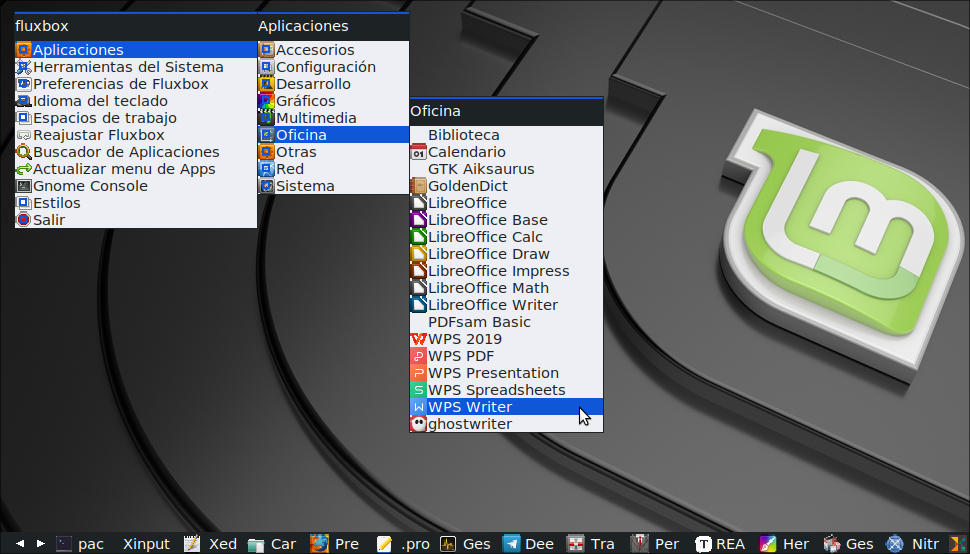 fluxbox
Aplicaciones
Herramientas del Sistema
Preferencias de Fluxbox
Idioma del teclado
Espacios de trabajo
Reajustar Fluxbox
Buscador de Aplicaciones
Actualizar menu de Apps
Gnome Console
Estilos
Salir
Aplicaciones
Accesorios
Configuración
Desarrollo
Gráficos
Multimedia
Oficina
Otras
Red
Sistema
Oficina
Biblioteca
Calendario
GTK Aiksaurus
GoldenDict
LibreOffice
LibreOffice Base
LibreOffice Calc
LibreOffice Draw
LibreOffice Impress
LibreOffice Math
LibreOffice Writer
PDFsam Basic
WPS 2019
WPS PDF
WPS Presentation
WPS Spreadsheets
WPS Writer
ghostwriter
pac Xinput Xed Car Pre .pro Ges Dee Tra Per REA Her Ges Nitr